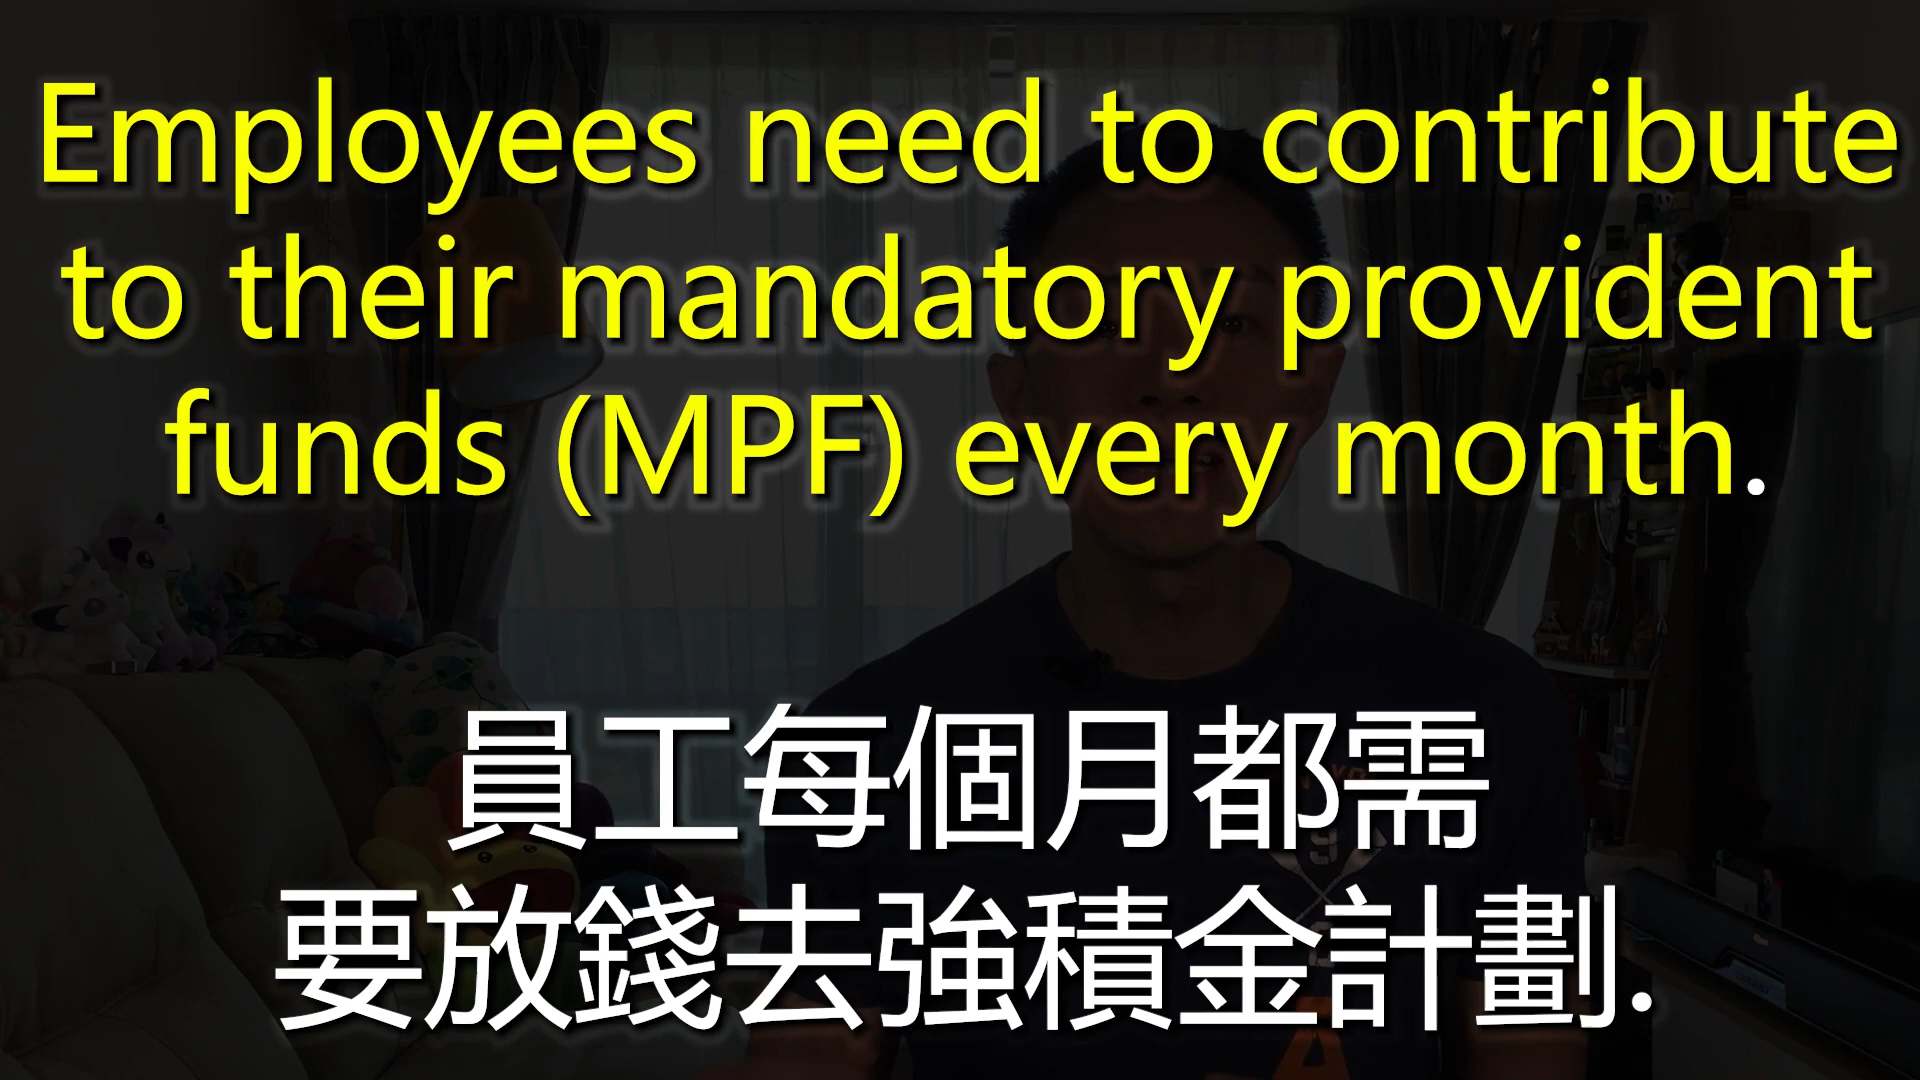 Employees need to contribute
to their mandatory provident
funds (MPF) every month.
員工每個月都需
要放錢去強積金計劃.